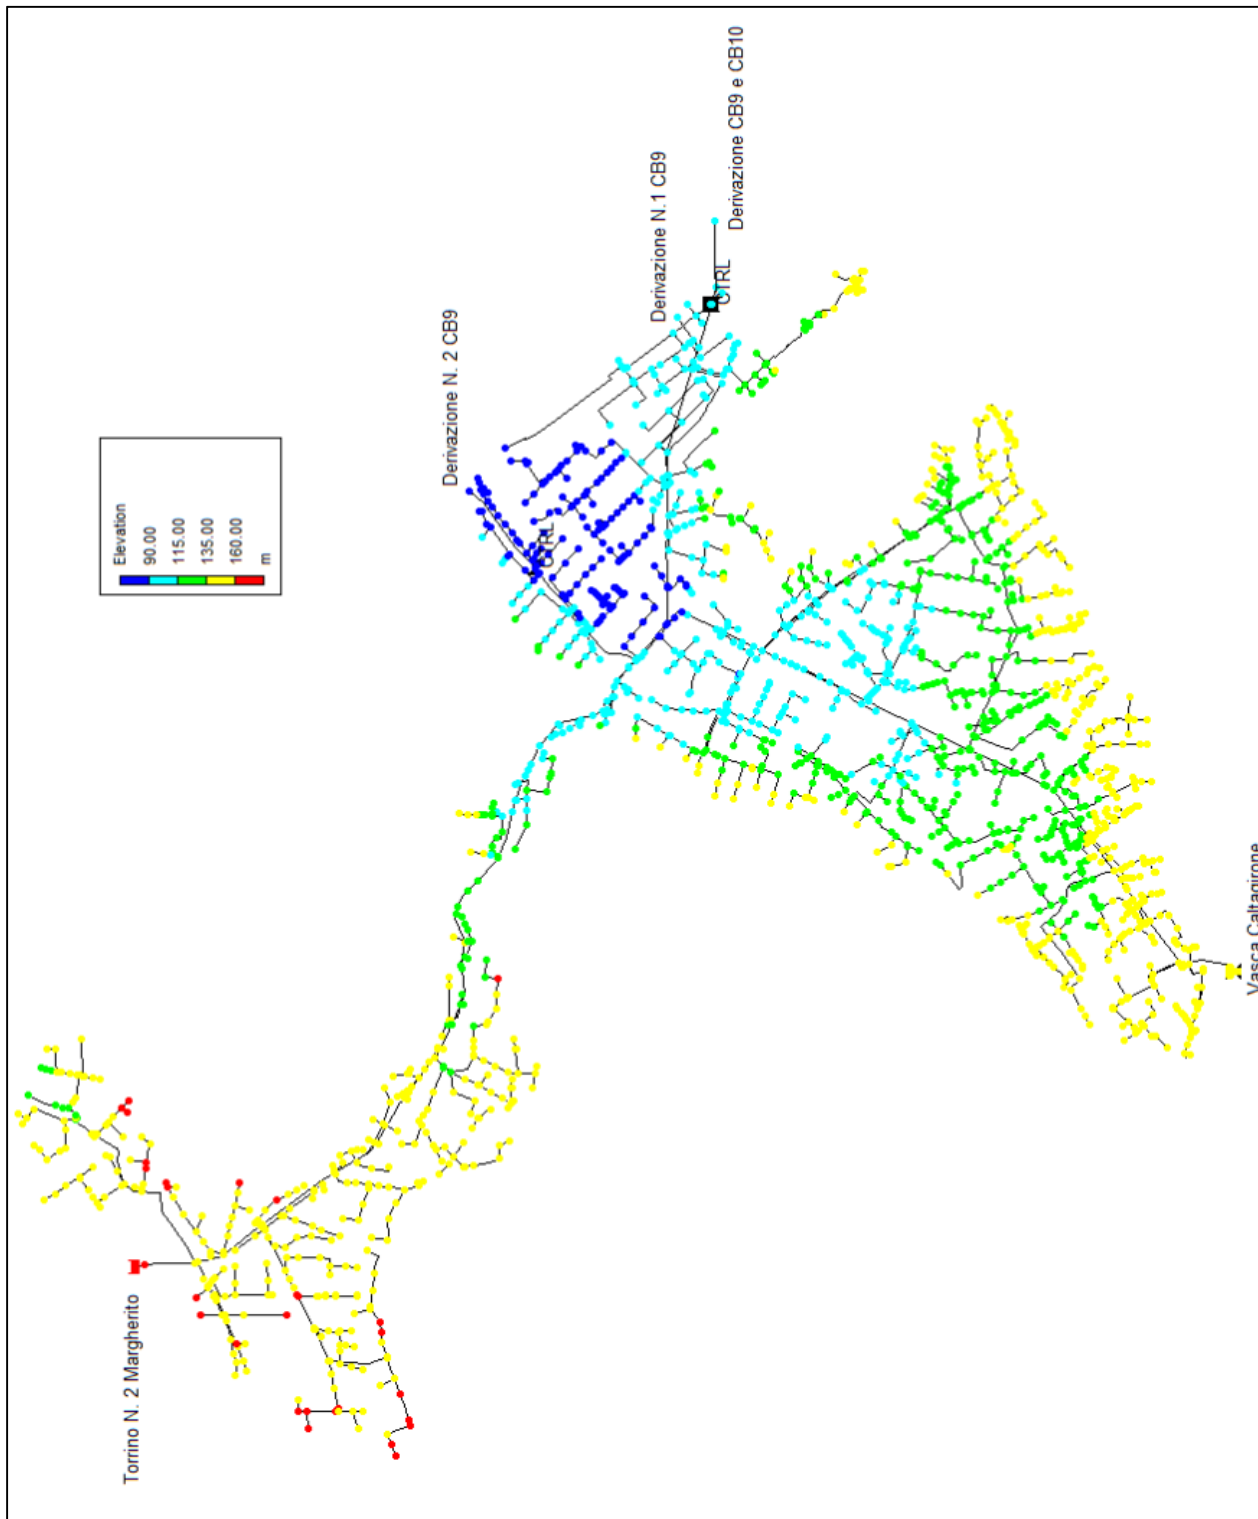 Elevation
90.00
115.00
135.00
160.00
m
Derivazione CB9 e CB10
Derivazione N.1 CB9
CTRL
Derivazione N. 2 CB9
CTRL
Torrino N. 2 Margherito
Vasca Caltagirone